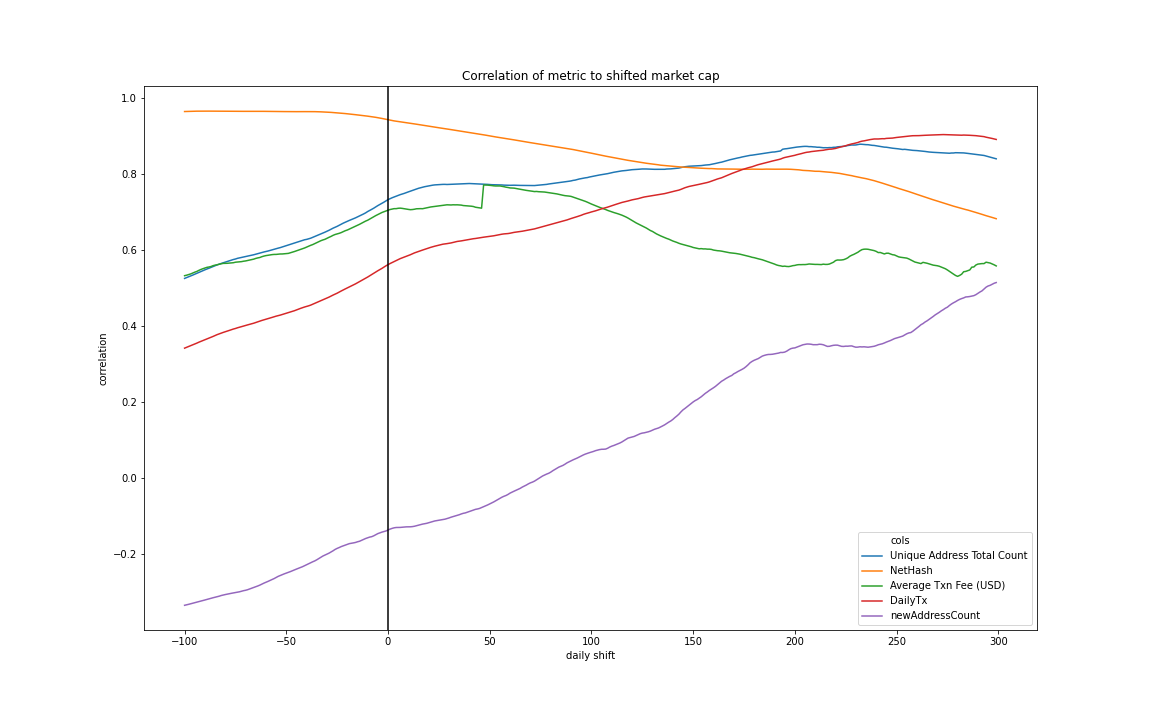 Correlation of metric to shifted market cap
1.0
0.8
0.6
0.4
0.2
0.0
−0.2
correlation
−100
−50
0
50
100
150
200
250
300
daily shift
cols
Unique Address Total Count
NetHash
Average Txn Fee (USD)
DailyTx
newAddressCount